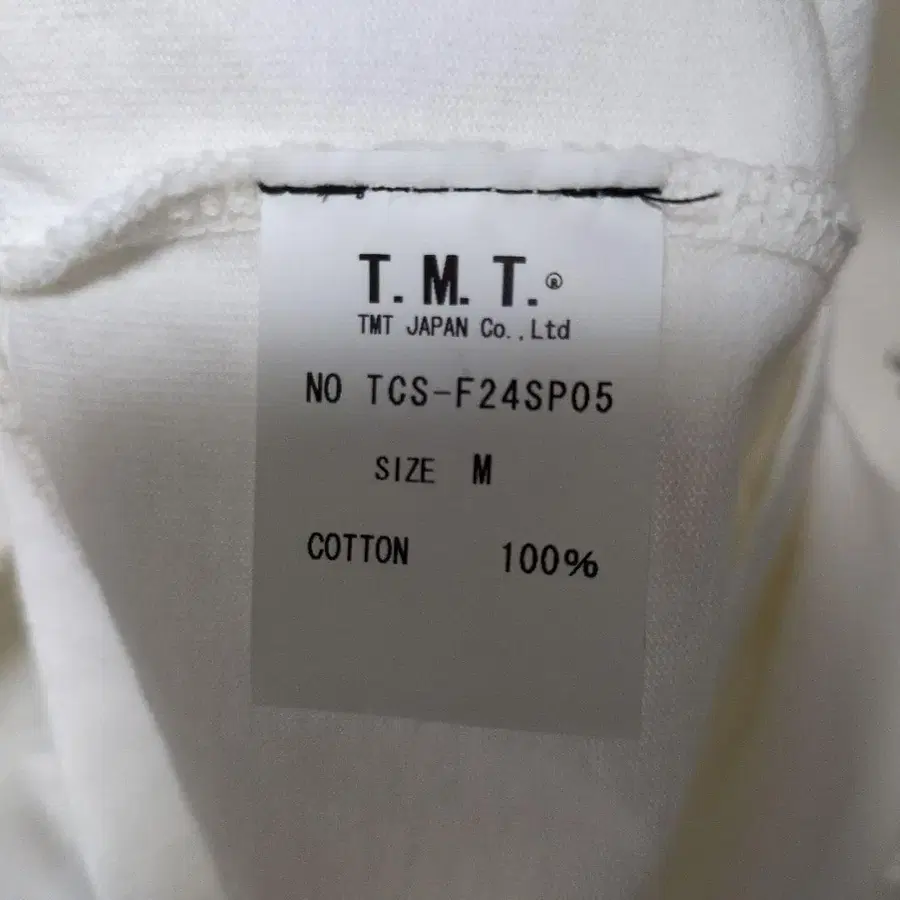 T.M.T.®
TMT JAPAN Co.,Ltd
NO TCS-F24SP05
SIZE M
COTTON 100%